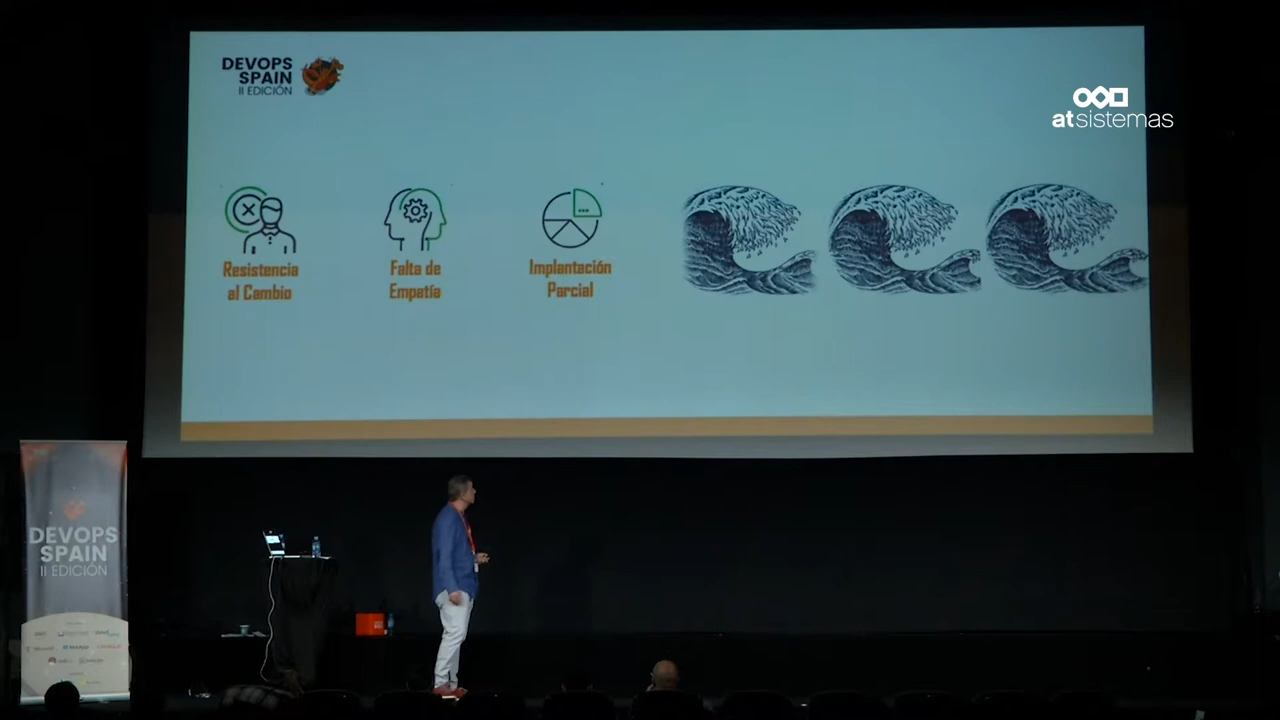 DEVOPS
SPAIN
II EDICIÓN
atsistemas
Resistencia
al Cambio
Falta de
Empatía
Implantación
Parcial
DEVOPS
SPAIN
II EDICIÓN